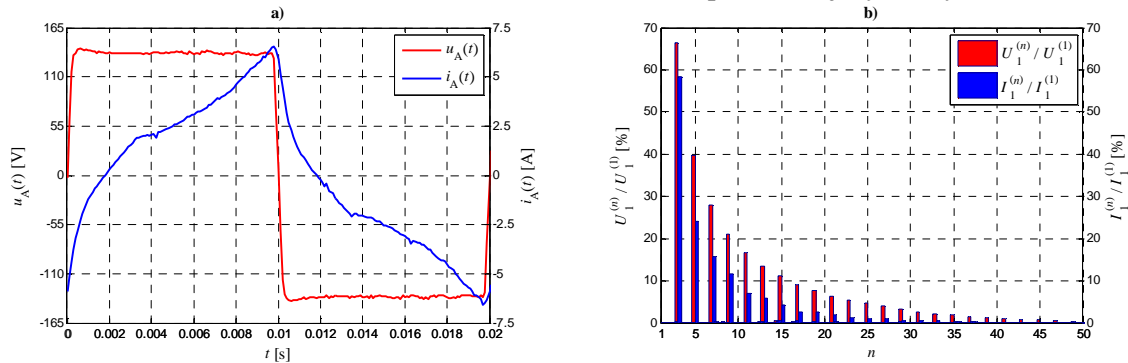 a)
165
110
55
0
-55
-110
-165
u_A(t) [V]
u_A(t)
i_A(t)
7.5
5
2.5
0
-2.5
-5
-7.5
i_A(t) [A]
0 0.002 0.004 0.006 0.008 0.01 0.012 0.014 0.016 0.018 0.02
t [s]
b)
70
60
50
40
30
20
10
0
U_1^(n) / U_1^(1) [%]
U_1^(n) / U_1^(1)
I_1^(n) / I_1^(1)
70
60
50
40
30
20
10
0
I_1^(n) / I_1^(1) [%]
1 5 10 15 20 25 30 35 40 45 50
n